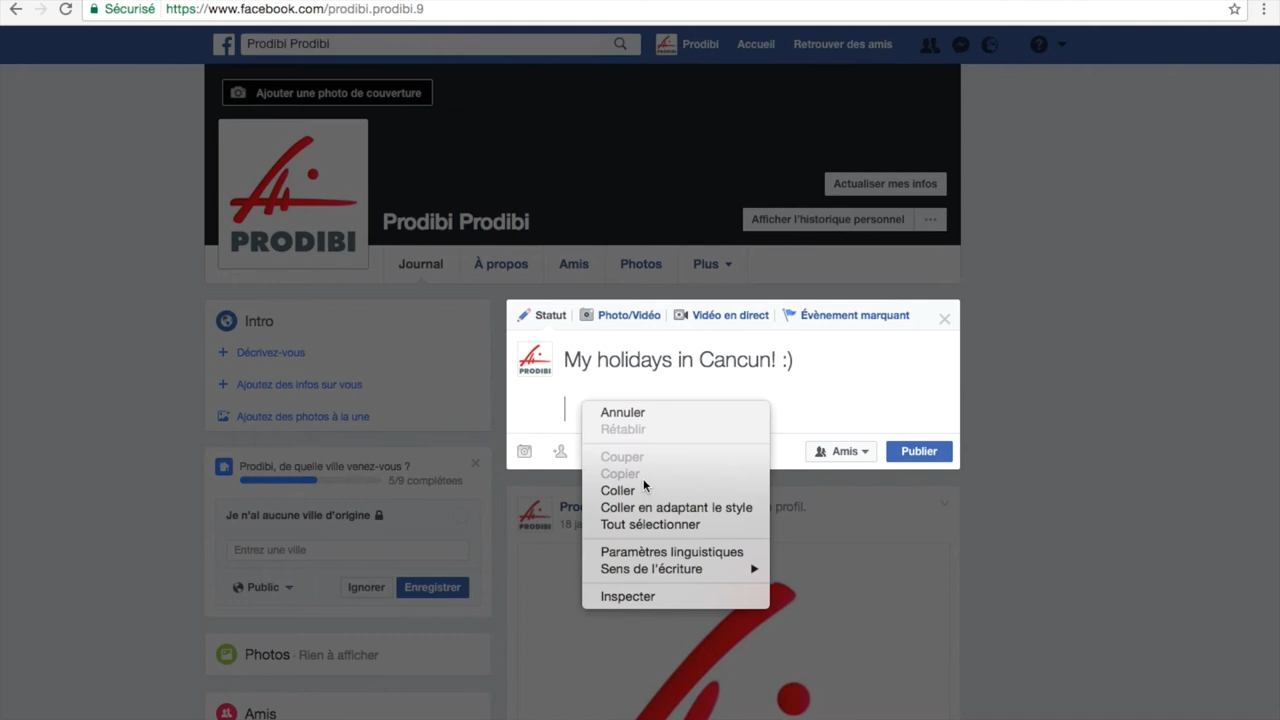 Sécurisé https://www.facebook.com/prodibi.prodibi.9
Prodibi Prodibi
Prodibi Accueil Retrouver des amis
Ajouter une photo de couverture
PRODIBI
Prodibi Prodibi
Actualiser mes infos
Afficher l'historique personnel
Journal À propos Amis Photos Plus
Intro
Décrivez-vous
Ajoutez des infos sur vous
Ajoutez des photos à la une
Prodibi, de quelle ville venez-vous ?
5/9 complétees
Je n'ai aucune ville d'origine
Entrez une ville
Public Ignorer Enregistrer
Photos · Rien à afficher
Amis
Statut Photo/Vidéo Vidéo en direct Évènement marquant
PRODIBI
My holidays in Cancun! :)
Amis Publier
Annuler
Rétablir
Couper
Copier
Coller
Coller en adaptant le style
Tout sélectionner
Paramètres linguistiques
Sens de l'écriture
Inspecter
PRODIBI
profil.